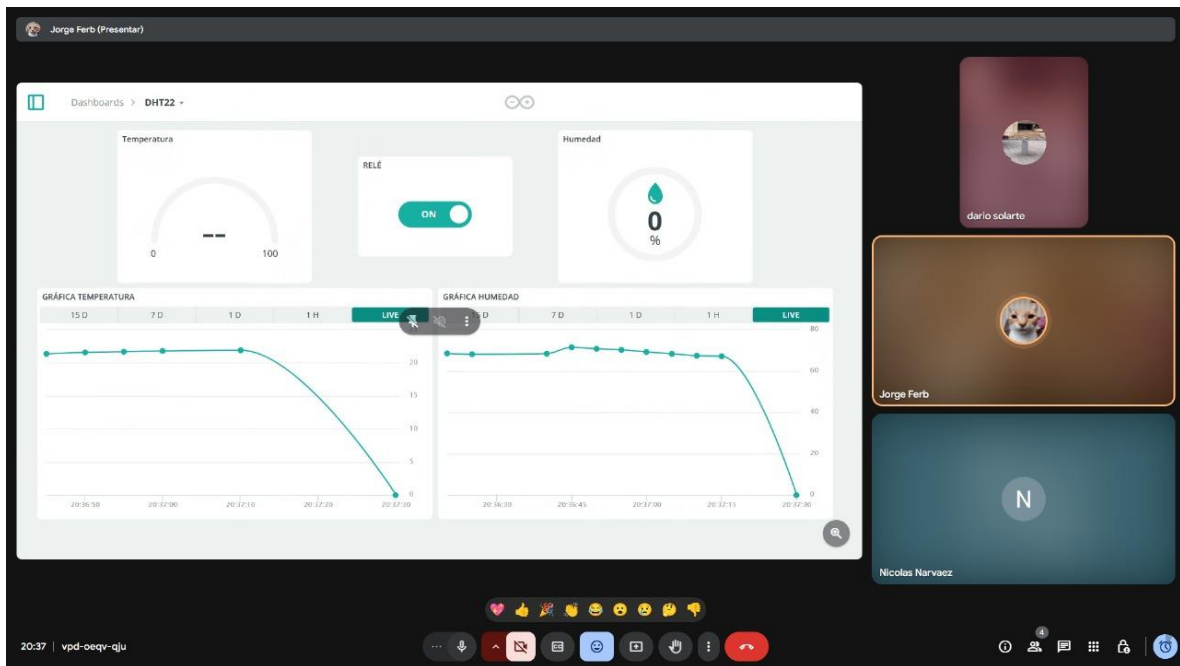 Jorge Ferb (Presentar)
Dashboards > DHT22
Temperatura
--
0 100
RELÉ
ON
Humedad
0
%
GRÁFICA TEMPERATURA
15 D 7 D 1 D 1 H LIVE
20
15
10
5
0
20:36:50 20:37:00 20:37:10 20:37:20 20:37:30
GRÁFICA HUMEDAD
7 D 1 D 1 H LIVE
80
60
40
20
0
20:36:30 20:36:45 20:37:00 20:37:15 20:37:30
dario solarte
Jorge Ferb
N
Nicolas Narvaez
20:37 | vpd-oeqv-qju
4